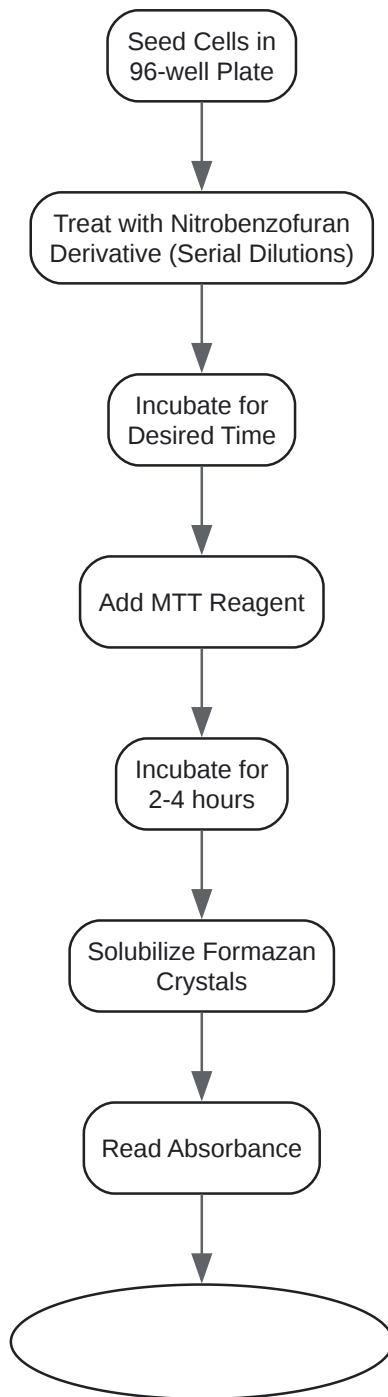 Seed Cells in
96-well Plate
Treat with Nitrobenzofuran
Derivative (Serial Dilutions)
Incubate for
Desired Time
Add MTT Reagent
Incubate for
2-4 hours
Solubilize Formazan
Crystals
Read Absorbance